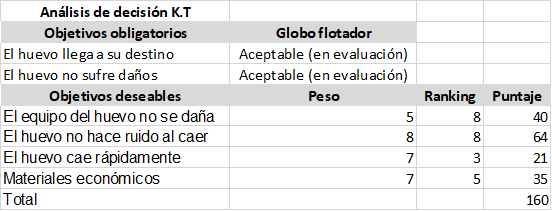 Análisis de decisión K.T
Objetivos obligatorios Globo flotador
El huevo llega a su destino Aceptable (en evaluación)
El huevo no sufre daños Aceptable (en evaluación)
Objetivos deseables Peso Ranking Puntaje
El equipo del huevo no se daña 5 8 40
El huevo no hace ruido al caer 8 8 64
El huevo cae rápidamente 7 3 21
Materiales económicos 7 5 35
Total 160